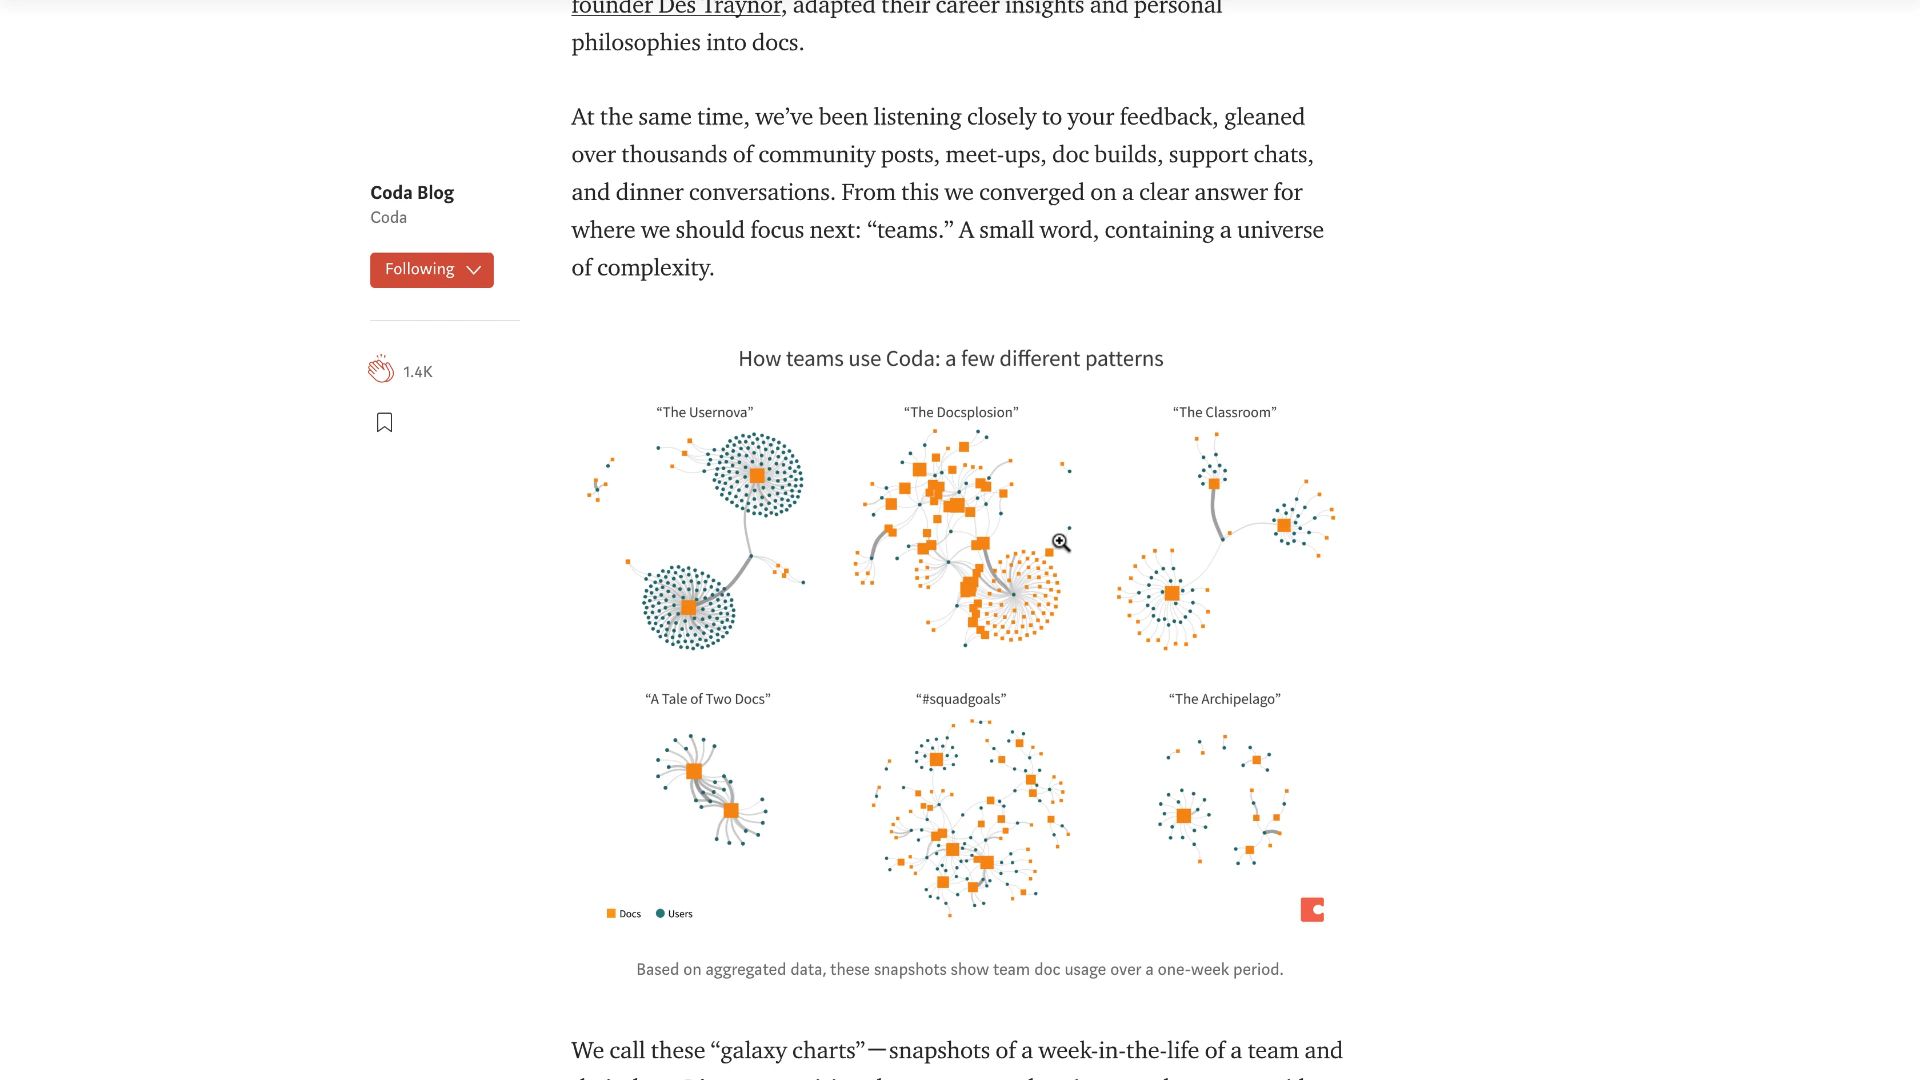 founder Des Traynor, adapted their career insights and personal
philosophies into docs.
At the same time, we’ve been listening closely to your feedback, gleaned
over thousands of community posts, meet-ups, doc builds, support chats,
and dinner conversations. From this we converged on a clear answer for
where we should focus next: “teams.” A small word, containing a universe
of complexity.
Coda Blog
Coda
Following
1.4K
How teams use Coda: a few different patterns
“The Usernova”
“The Docsplosion”
“The Classroom”
“A Tale of Two Docs”
“#squadgoals”
“The Archipelago”
Docs
Users
Based on aggregated data, these snapshots show team doc usage over a one-week period.
We call these “galaxy charts”—snapshots of a week-in-the-life of a team and